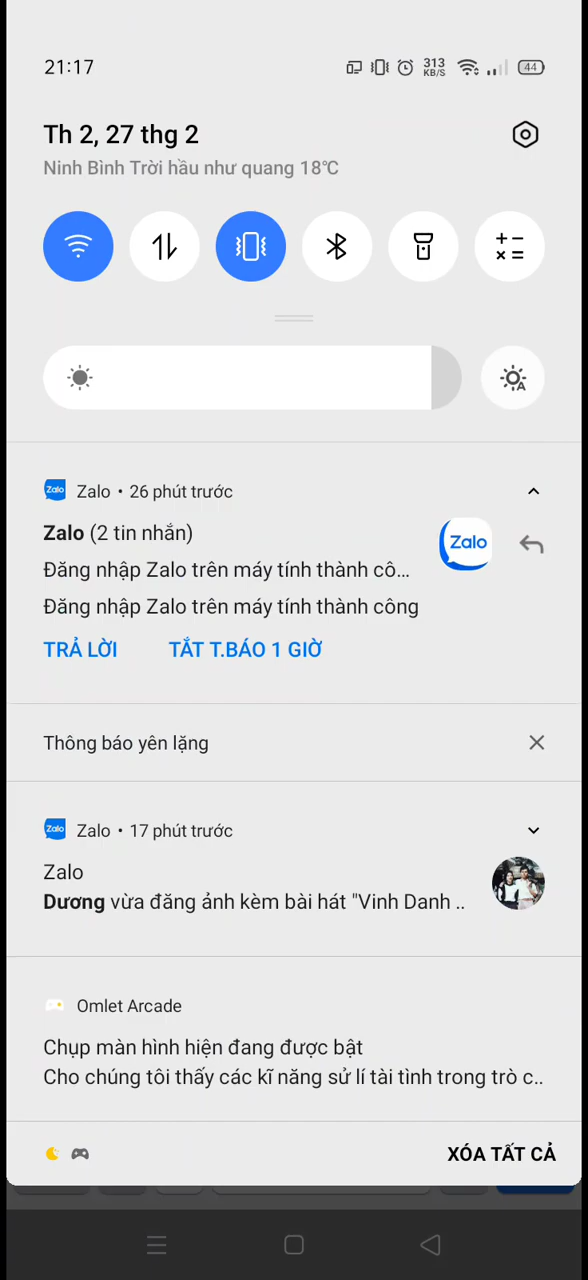 21:17
313
KB/S
44
Th 2, 27 thg 2
Ninh Bình Trời hầu như quang 18°C
A
Zalo Zalo • 26 phút trước
Zalo (2 tin nhắn)
Zalo
Đăng nhập Zalo trên máy tính thành cô...
Đăng nhập Zalo trên máy tính thành công
TRẢ LỜI TẮT T.BÁO 1 GIỜ
Thông báo yên lặng
Zalo Zalo • 17 phút trước
Zalo
Dương vừa đăng ảnh kèm bài hát "Vinh Danh ..
Omlet Arcade
Chụp màn hình hiện đang được bật
Cho chúng tôi thấy các kĩ năng sử lí tài tình trong trò c..
XÓA TẤT CẢ